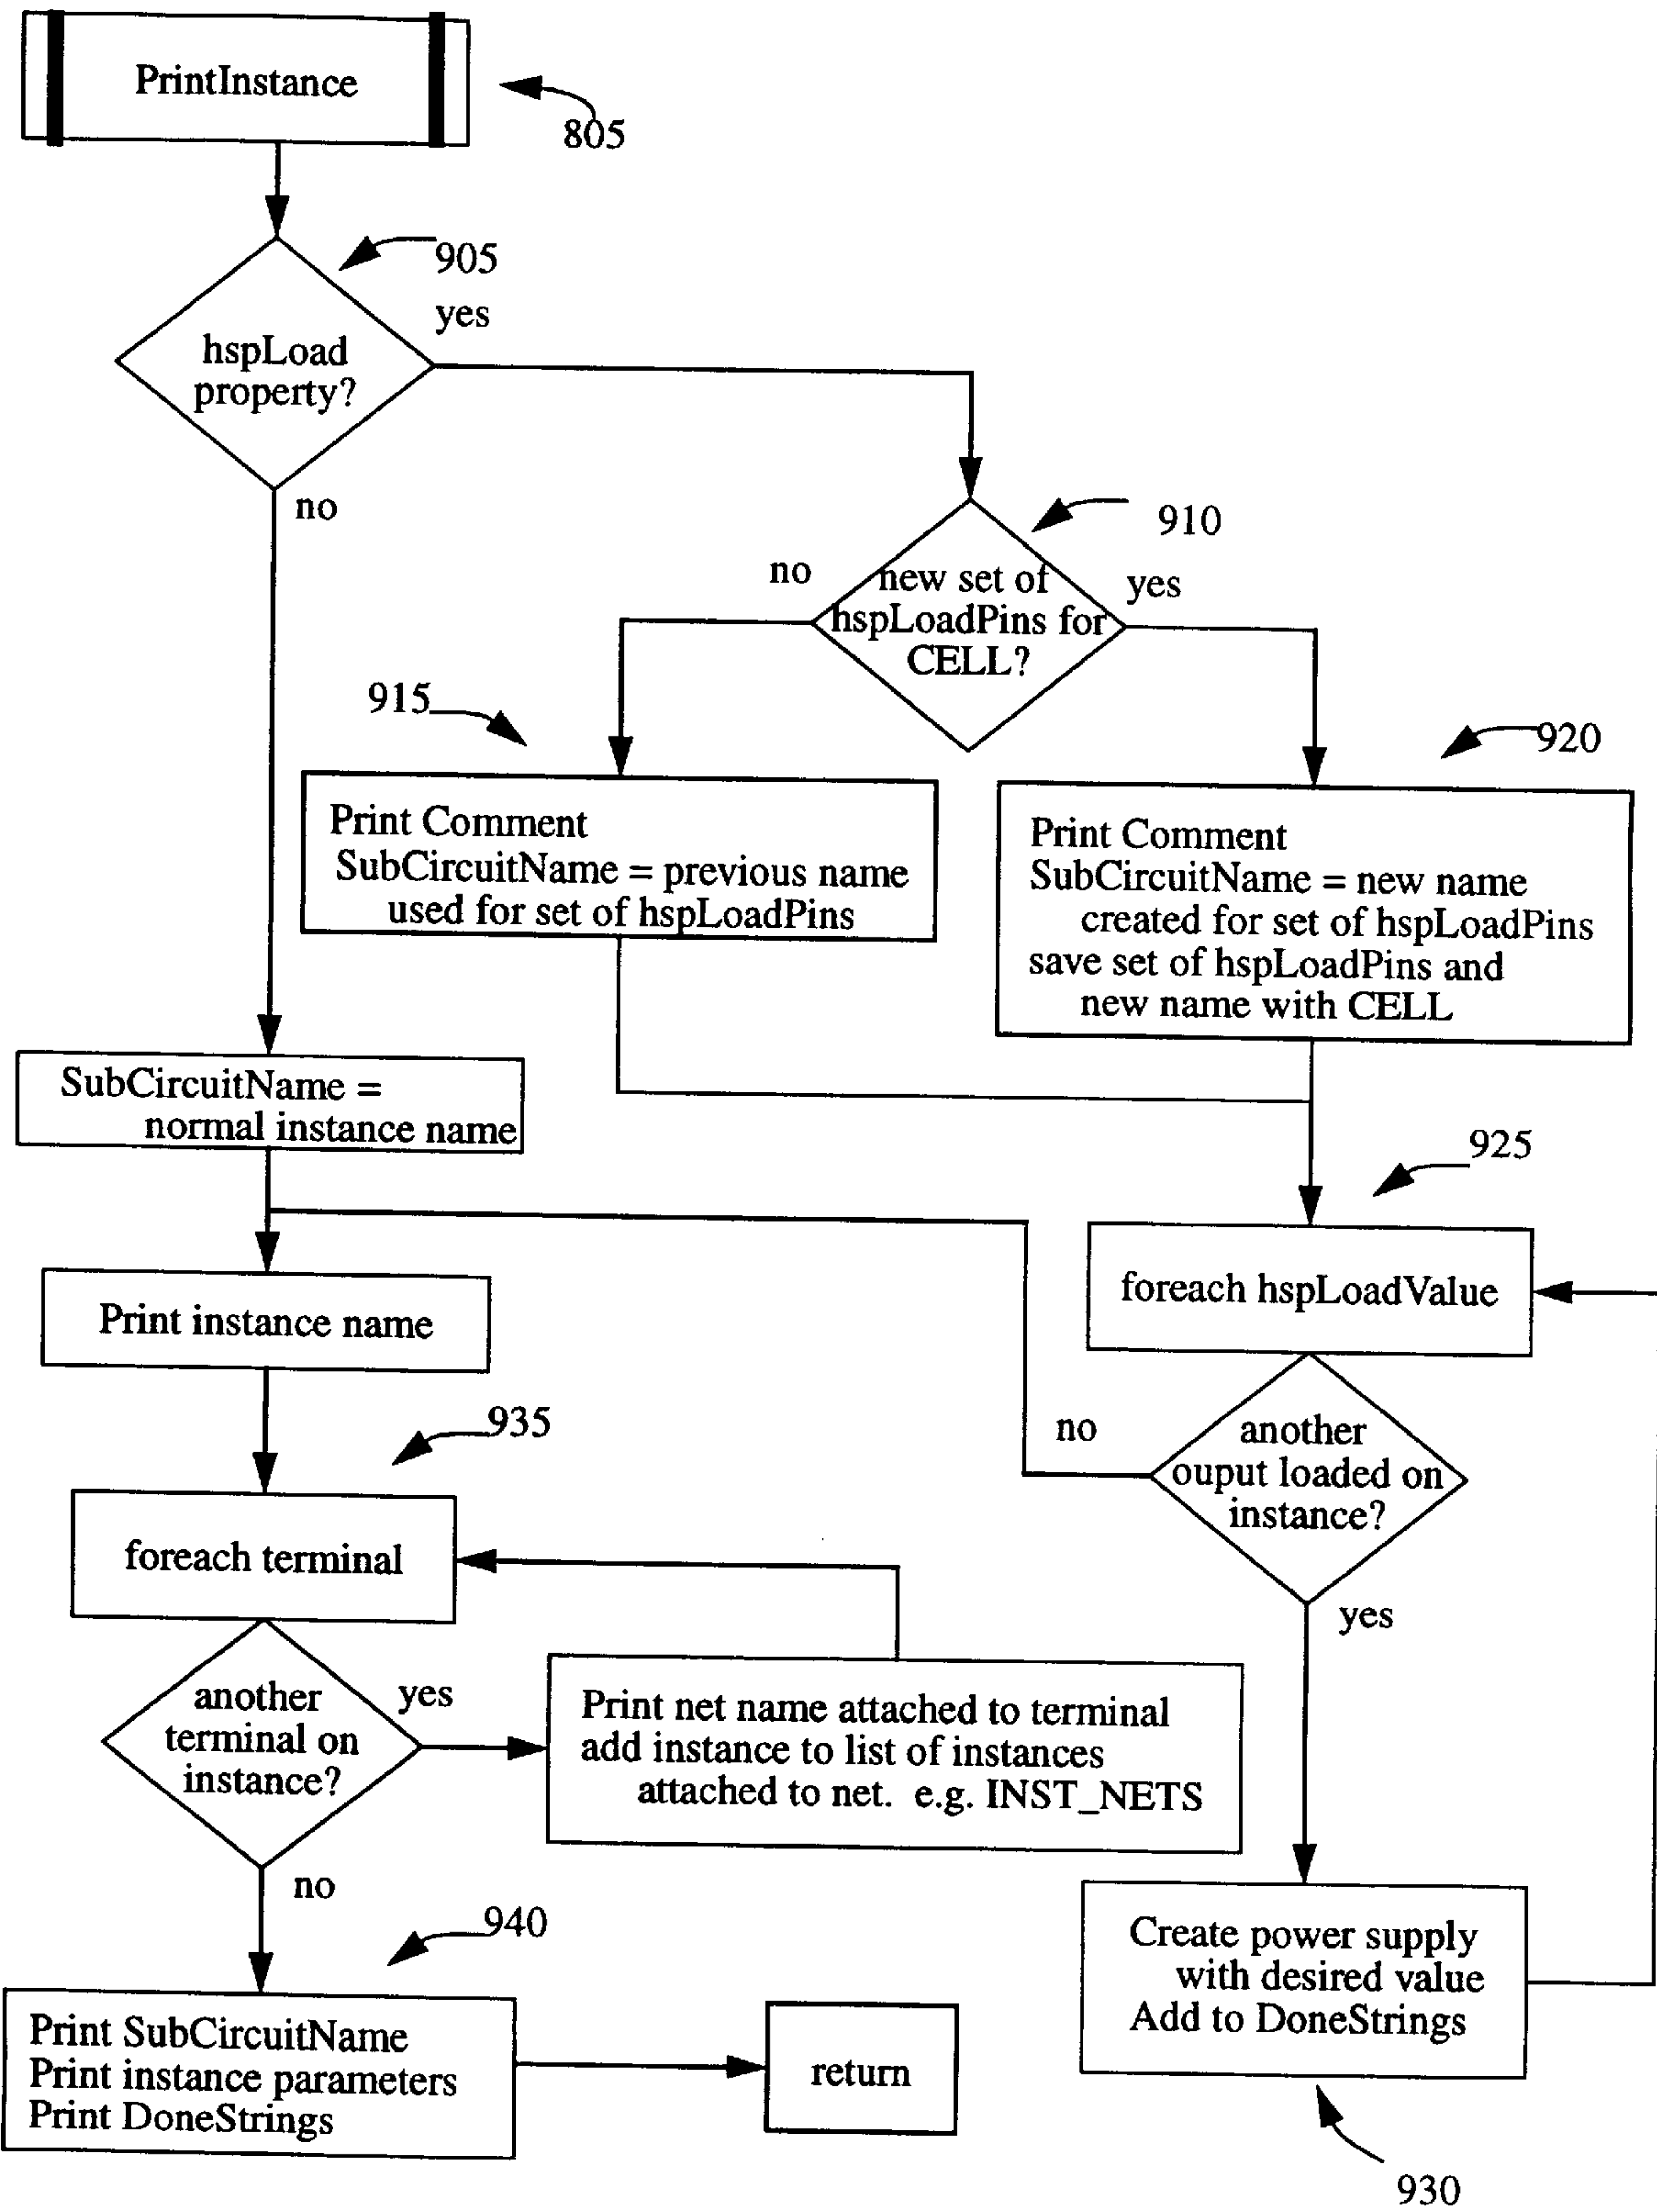 PrintInstance
805
905
yes
hspLoad
property?
no
910
no
new set of
hspLoadPins for
CELL?
yes
915
920
Print Comment
SubCircuitName = previous name
used for set of hspLoadPins
Print Comment
SubCircuitName = new name
created for set of hspLoadPins
save set of hspLoadPins and
new name with CELL
SubCircuitName =
normal instance name
925
foreach hspLoadValue
Print instance name
935
no
another
ouput loaded on
instance?
yes
foreach terminal
another
terminal on
instance?
yes
Print net name attached to terminal
add instance to list of instances
attached to net. e.g. INST_NETS
no
940
Create power supply
with desired value
Add to DoneStrings
Print SubCircuitName
Print instance parameters
Print DoneStrings
return
930